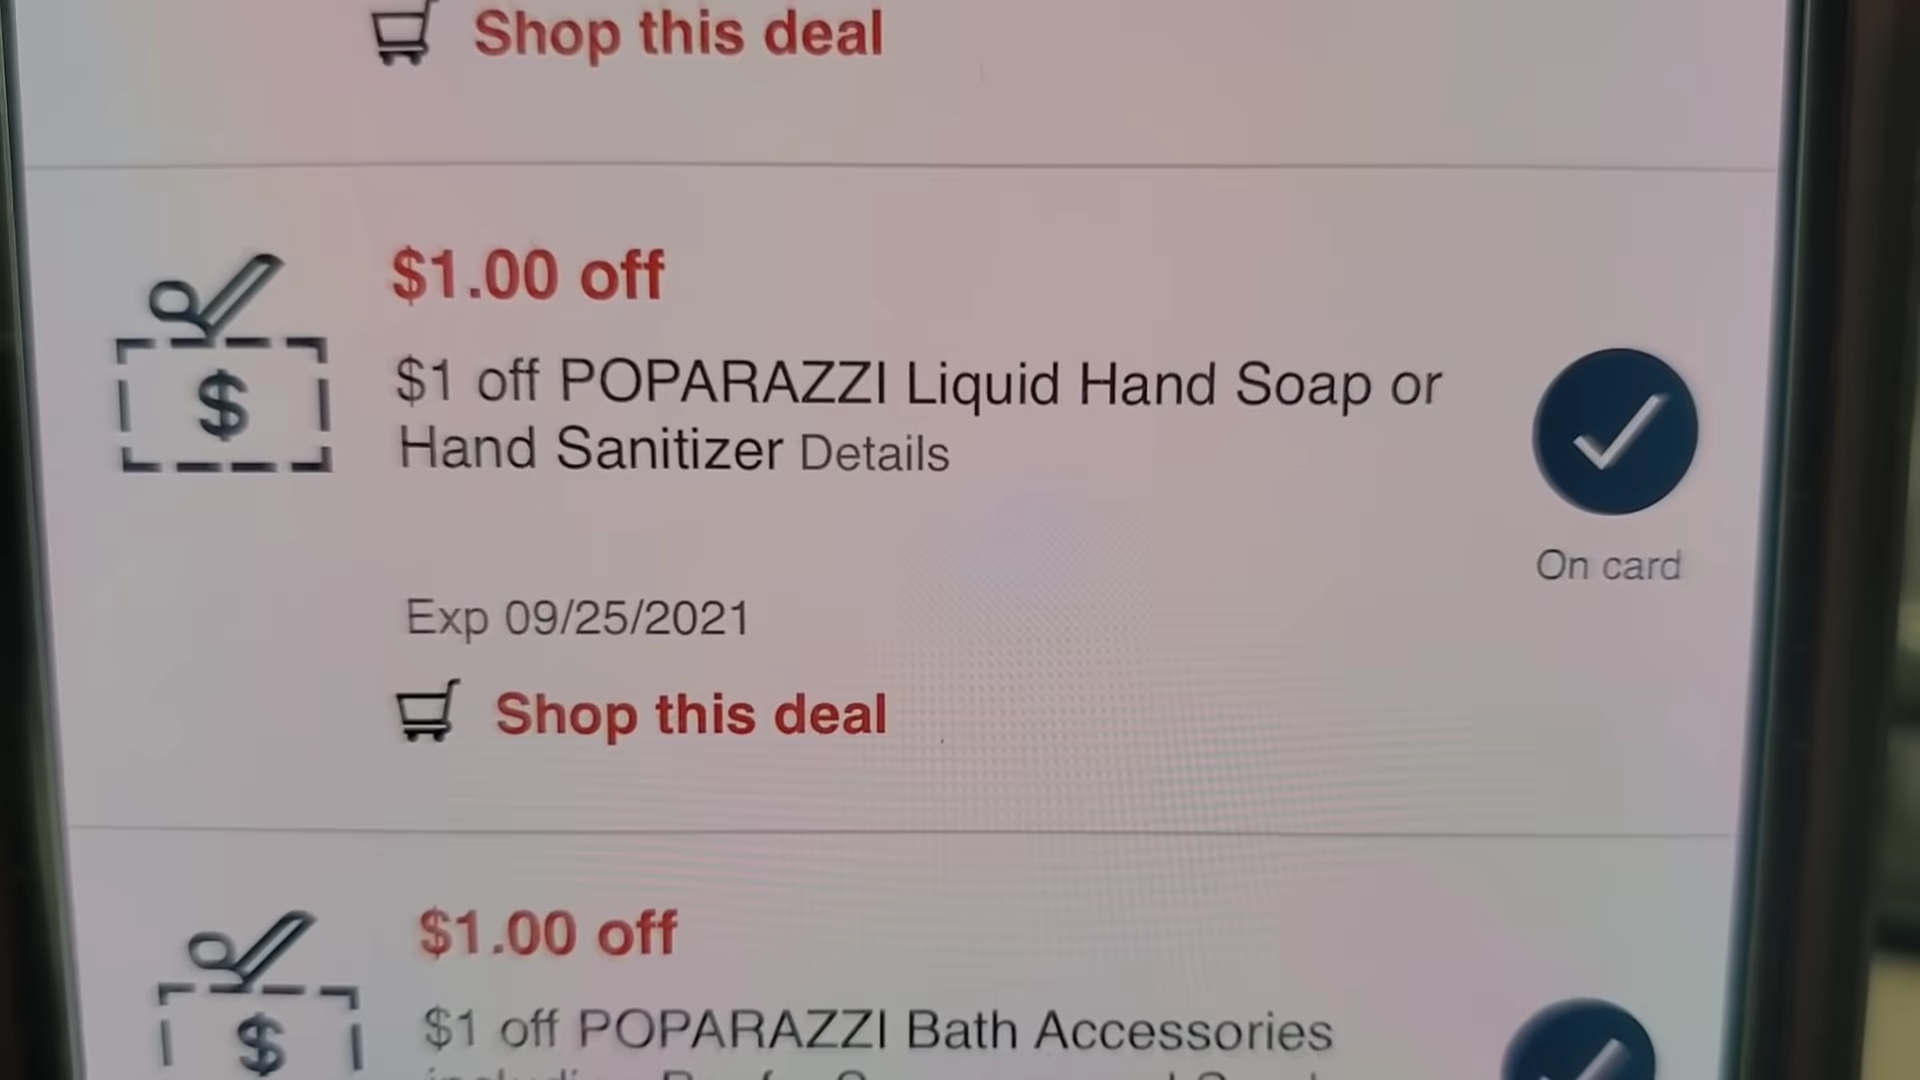 Shop this deal
$1.00 off
$1 off POPARAZZI Liquid Hand Soap or
Hand Sanitizer Details
On card
Exp 09/25/2021
Shop this deal
$1.00 off
$1 off POPARAZZI Bath Accessories